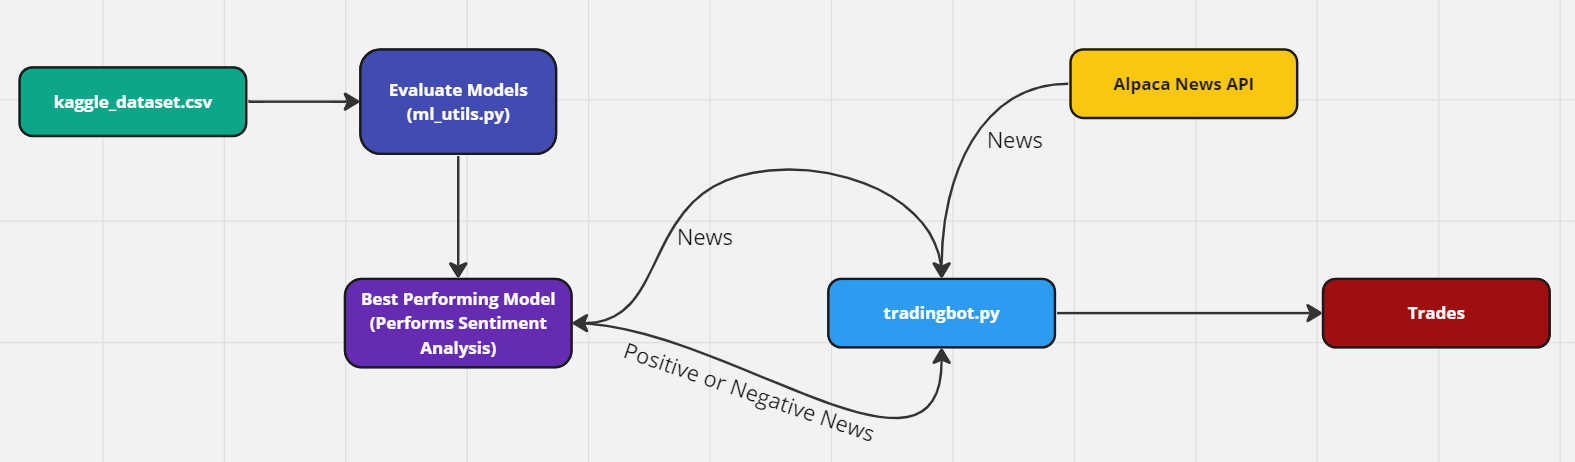 kaggle_dataset.csv
Evaluate Models
(ml_utils.py)
Alpaca News API
News
News
Best Performing Model
(Performs Sentiment
Analysis)
tradingbot.py
Trades
Positive or Negative News